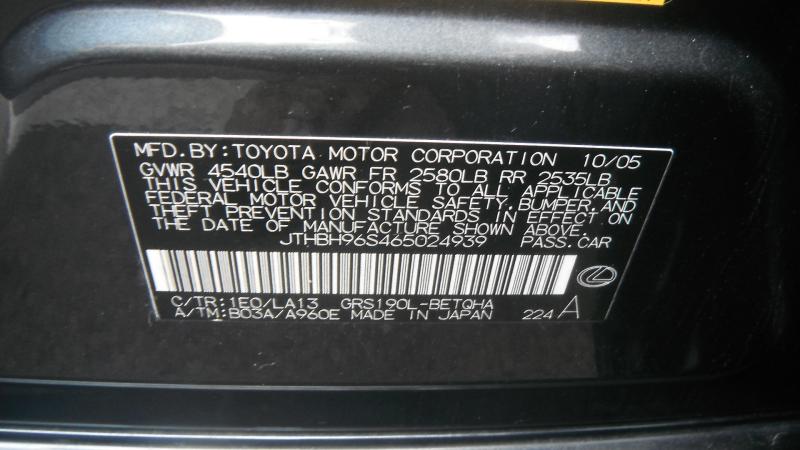 MFD. BY: TOYOTA MOTOR CORPORATION 10/05
GVWR 4540LB GAWR FR 2580LB RR 2535LB
THIS VEHICLE CONFORMS TO ALL APPLICABLE
FEDERAL MOTOR VEHICLE SAFETY, BUMPER, AND
THEFT PREVENTION STANDARDS IN EFFECT ON
THE DATE OF MANUFACTURE SHOWN ABOVE.
JTHBH96S465024939 PASS. CAR
C/TR: 1E0/LA13 GRS190L-BETQHA
A/TM: B03A/A960E MADE IN JAPAN 224 A